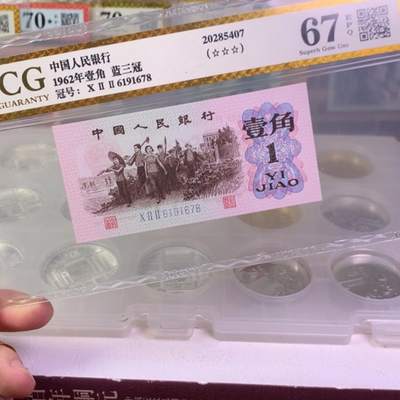 70★
70★
CG
GUARANTY
中国人民银行
1962年壹角 蓝三冠
冠号: X II II 6191678
20285407
(☆☆☆)
67 EPQ
Superb Gem Unc
中國人民銀行
壹角
1
YI
JIAO
X II II 6191678